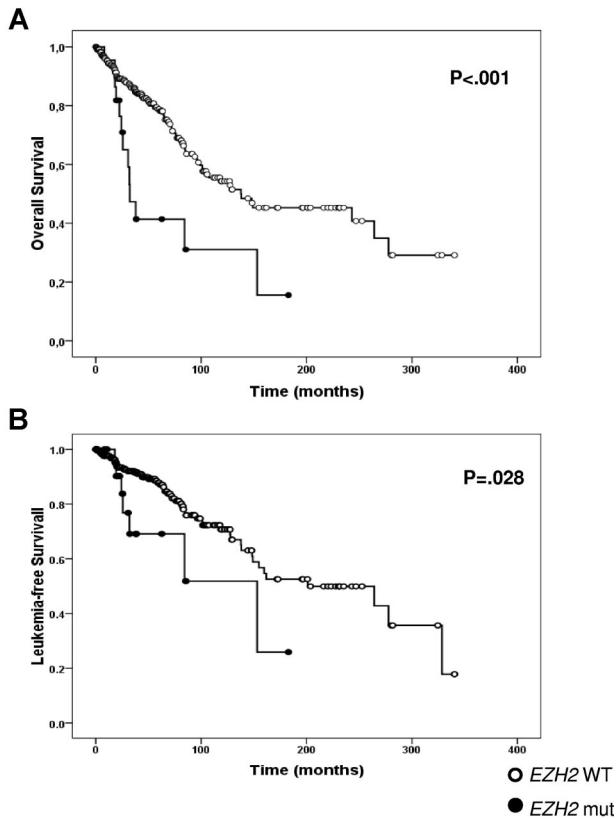 A
P<.001
Overall Survival
1,0
0,8
0,6
0,4
0,2
0,0
0 100 200 300 400
Time (months)
B
P=.028
Leukemia-free Survivall
1.0
0.8
0.6
0.4
0.2
0.0
0 100 200 300 400
Time (months)
EZH2 WT
EZH2 mut